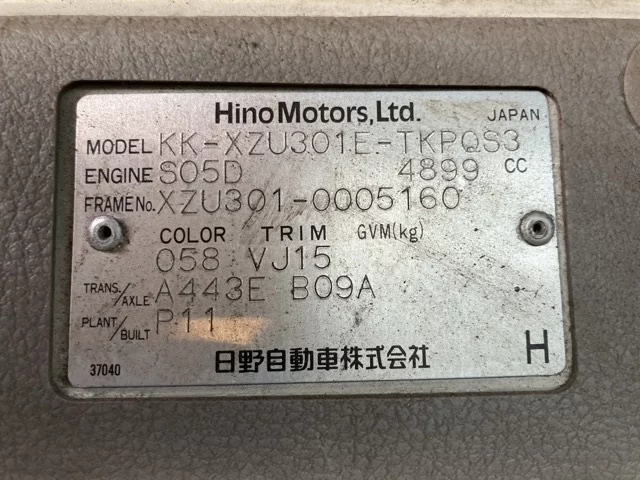 Hino Motors, Ltd. JAPAN
MODEL KK-XZU301E-TKPQS3
ENGINE S05D 4899 CC
FRAME No. XZU301-0005160
COLOR TRIM GVM(kg)
058 VJ15
TRANS./AXLE A443E B09A
PLANT/BUILT P11
37040 日野自動車株式会社 H